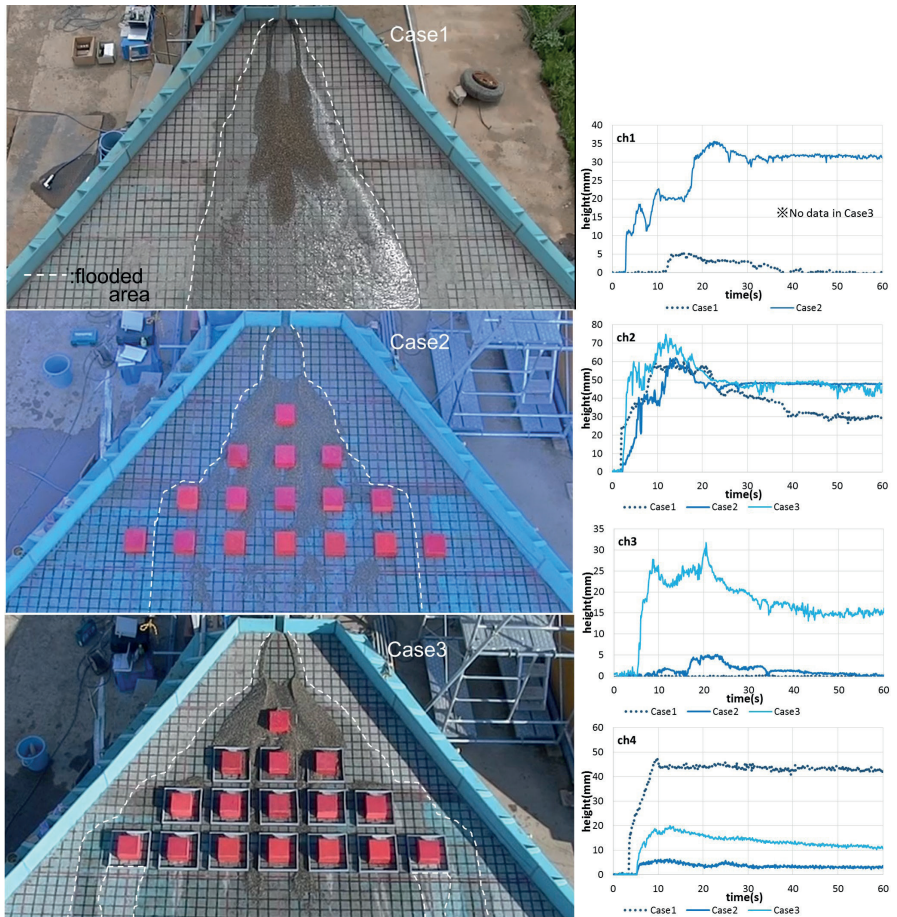 Case1
:flooded
area
Case2
Case3
ch1
height(mm)
40
35
30
25
20
15
10
5
0
※No data in Case3
0 10 20 30 40 50 60
time(s)
Case1 Case2
ch2
height(mm)
80
70
60
50
40
30
20
10
0
0 10 20 30 40 50 60
time(s)
Case1 Case2 Case3
ch3
height(mm)
35
30
25
20
15
10
5
0
0 10 20 30 40 50 60
time(s)
Case1 Case2 Case3
ch4
height(mm)
60
50
40
30
20
10
0
0 10 20 30 40 50 60
time(s)
Case1 Case2 Case3